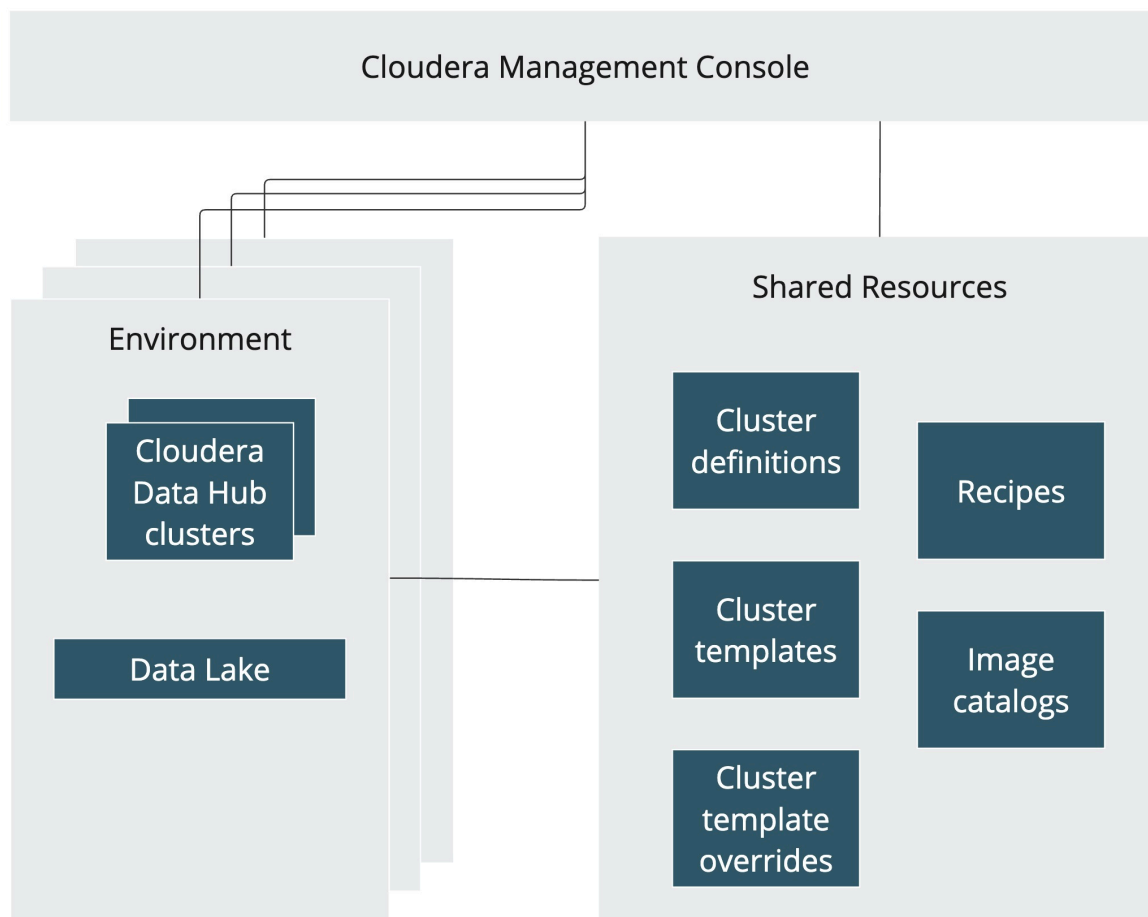 Cloudera Management Console
Environment
Cloudera
Data Hub
clusters
Data Lake
Shared Resources
Cluster
definitions
Cluster
templates
Cluster
template
overrides
Recipes
Image
catalogs